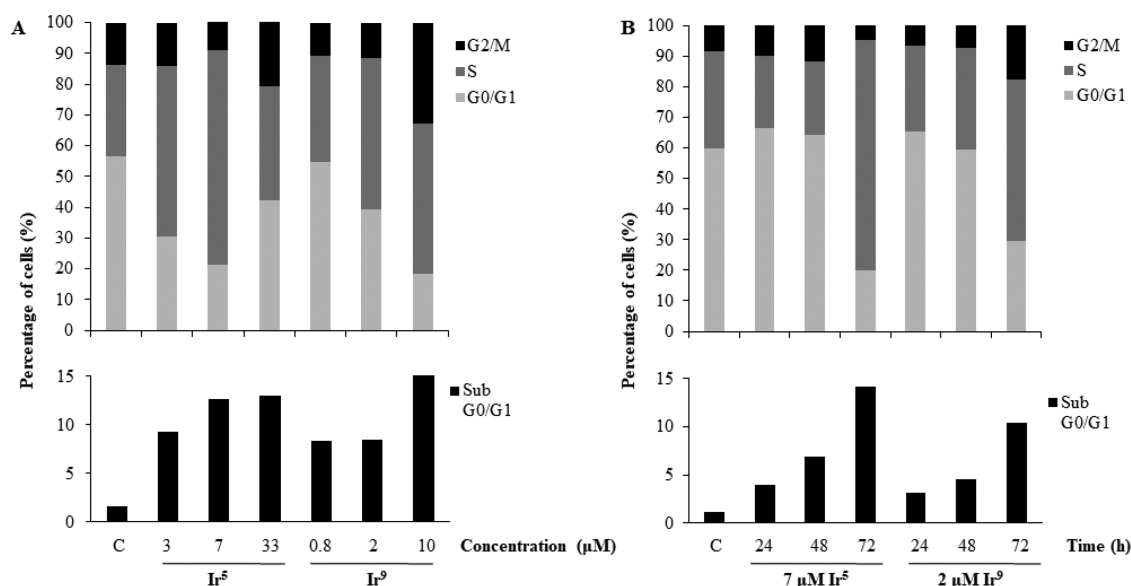 A
Percentage of cells (%)
100
90
80
70
60
50
40
30
20
10
0
G2/M
S
G0/G1
15
10
5
0
Sub
G0/G1
C 3 7 33 0.8 2 10 Concentration (µM)
Ir⁵ Ir⁹
B
Percentage of cells (%)
100
90
80
70
60
50
40
30
20
10
0
G2/M
S
G0/G1
15
10
5
0
Sub
G0/G1
C 24 48 72 24 48 72 Time (h)
7 µM Ir⁵ 2 µM Ir⁹